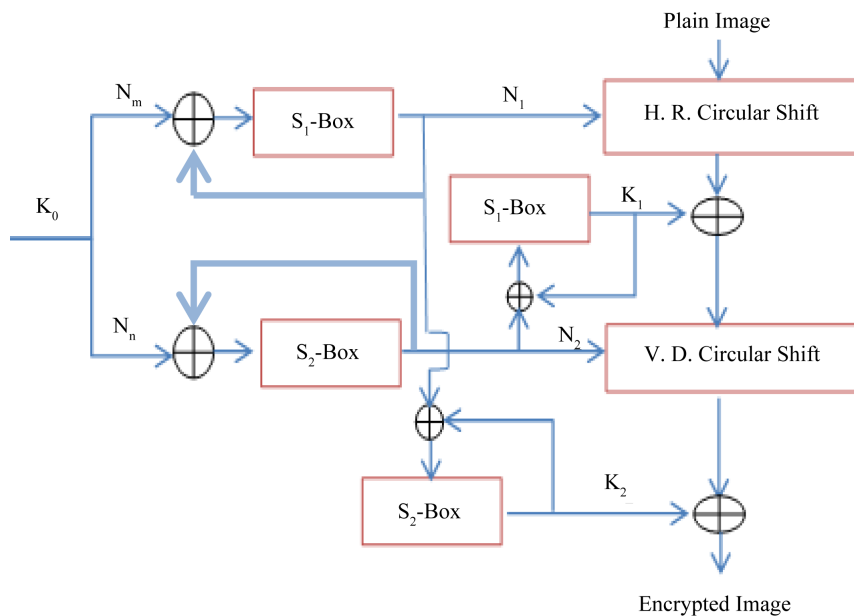 Plain Image
N₁
Nₘ
S₁-Box
H. R. Circular Shift
K₀
K₁
S₁-Box
Nₙ
N₂
S₂-Box
V. D. Circular Shift
K₂
S₂-Box
Encrypted Image